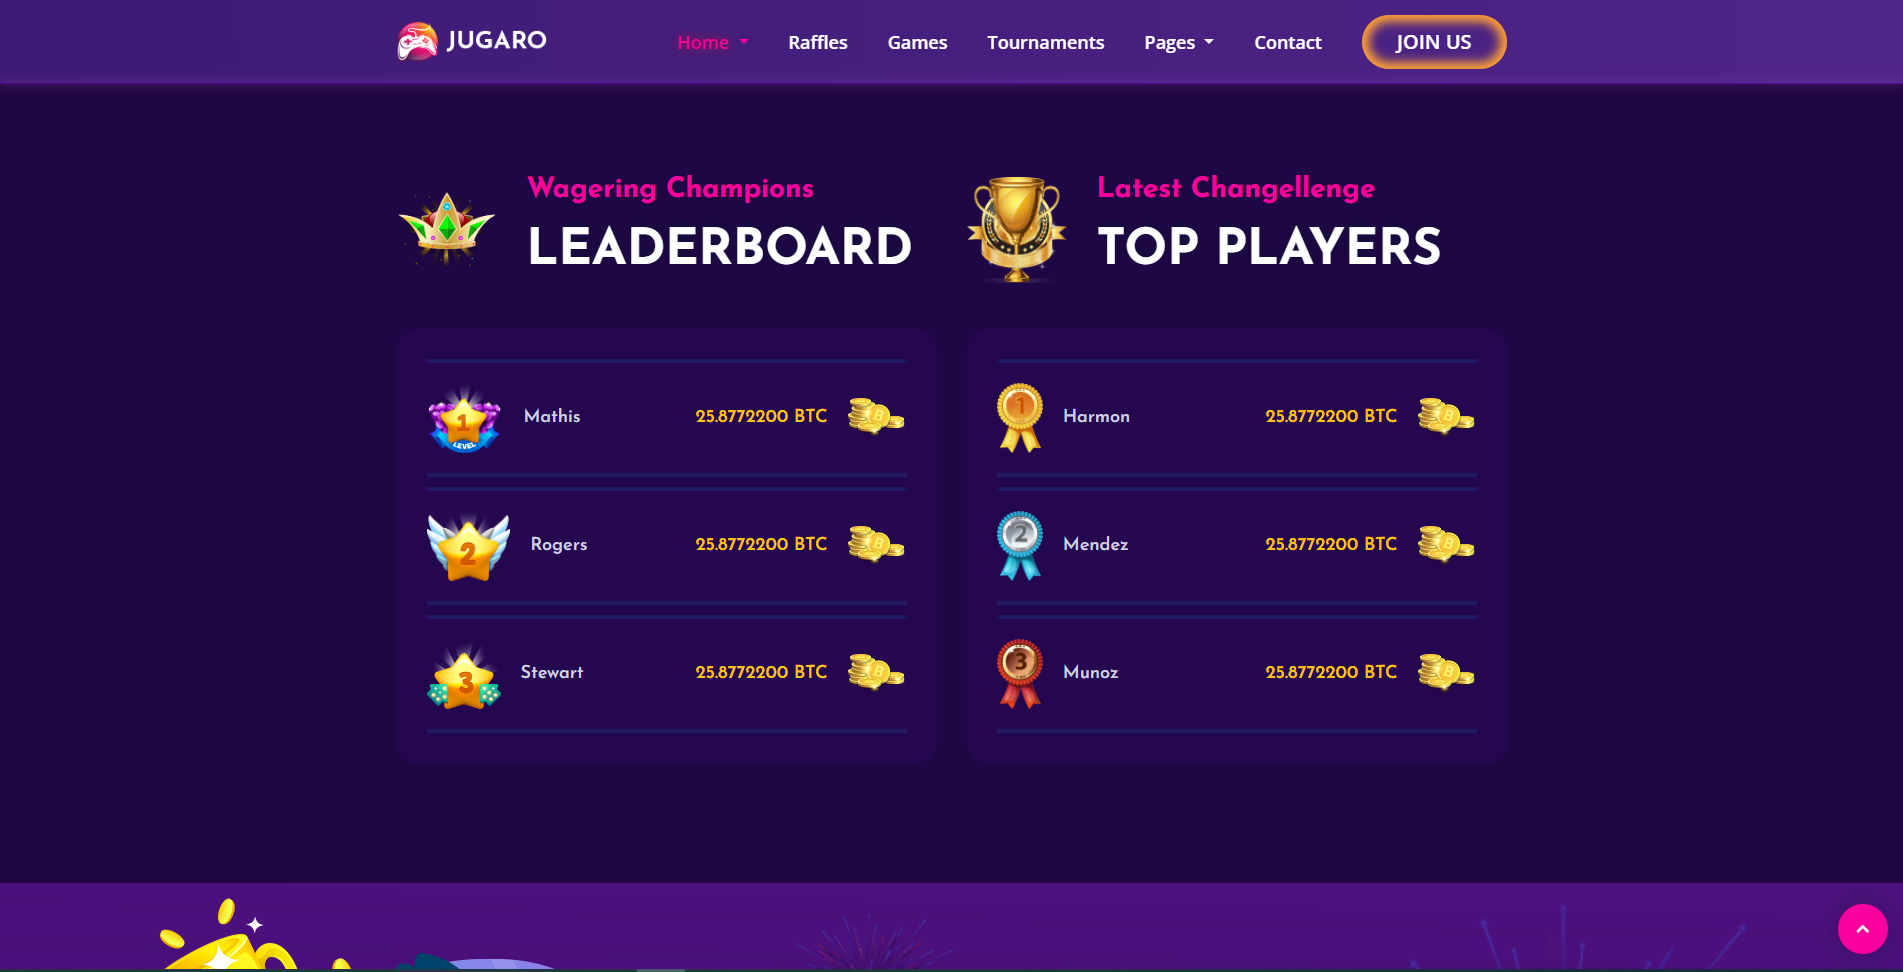 JUGARO
Home
Raffles
Games
Tournaments
Pages
Contact
JOIN US
Wagering Champions
LEADERBOARD
1
LEVEL
Mathis
25.8772200 BTC
2
Rogers
25.8772200 BTC
3
Stewart
25.8772200 BTC
Latest Changellenge
TOP PLAYERS
1
Harmon
25.8772200 BTC
2
Mendez
25.8772200 BTC
3
Munoz
25.8772200 BTC